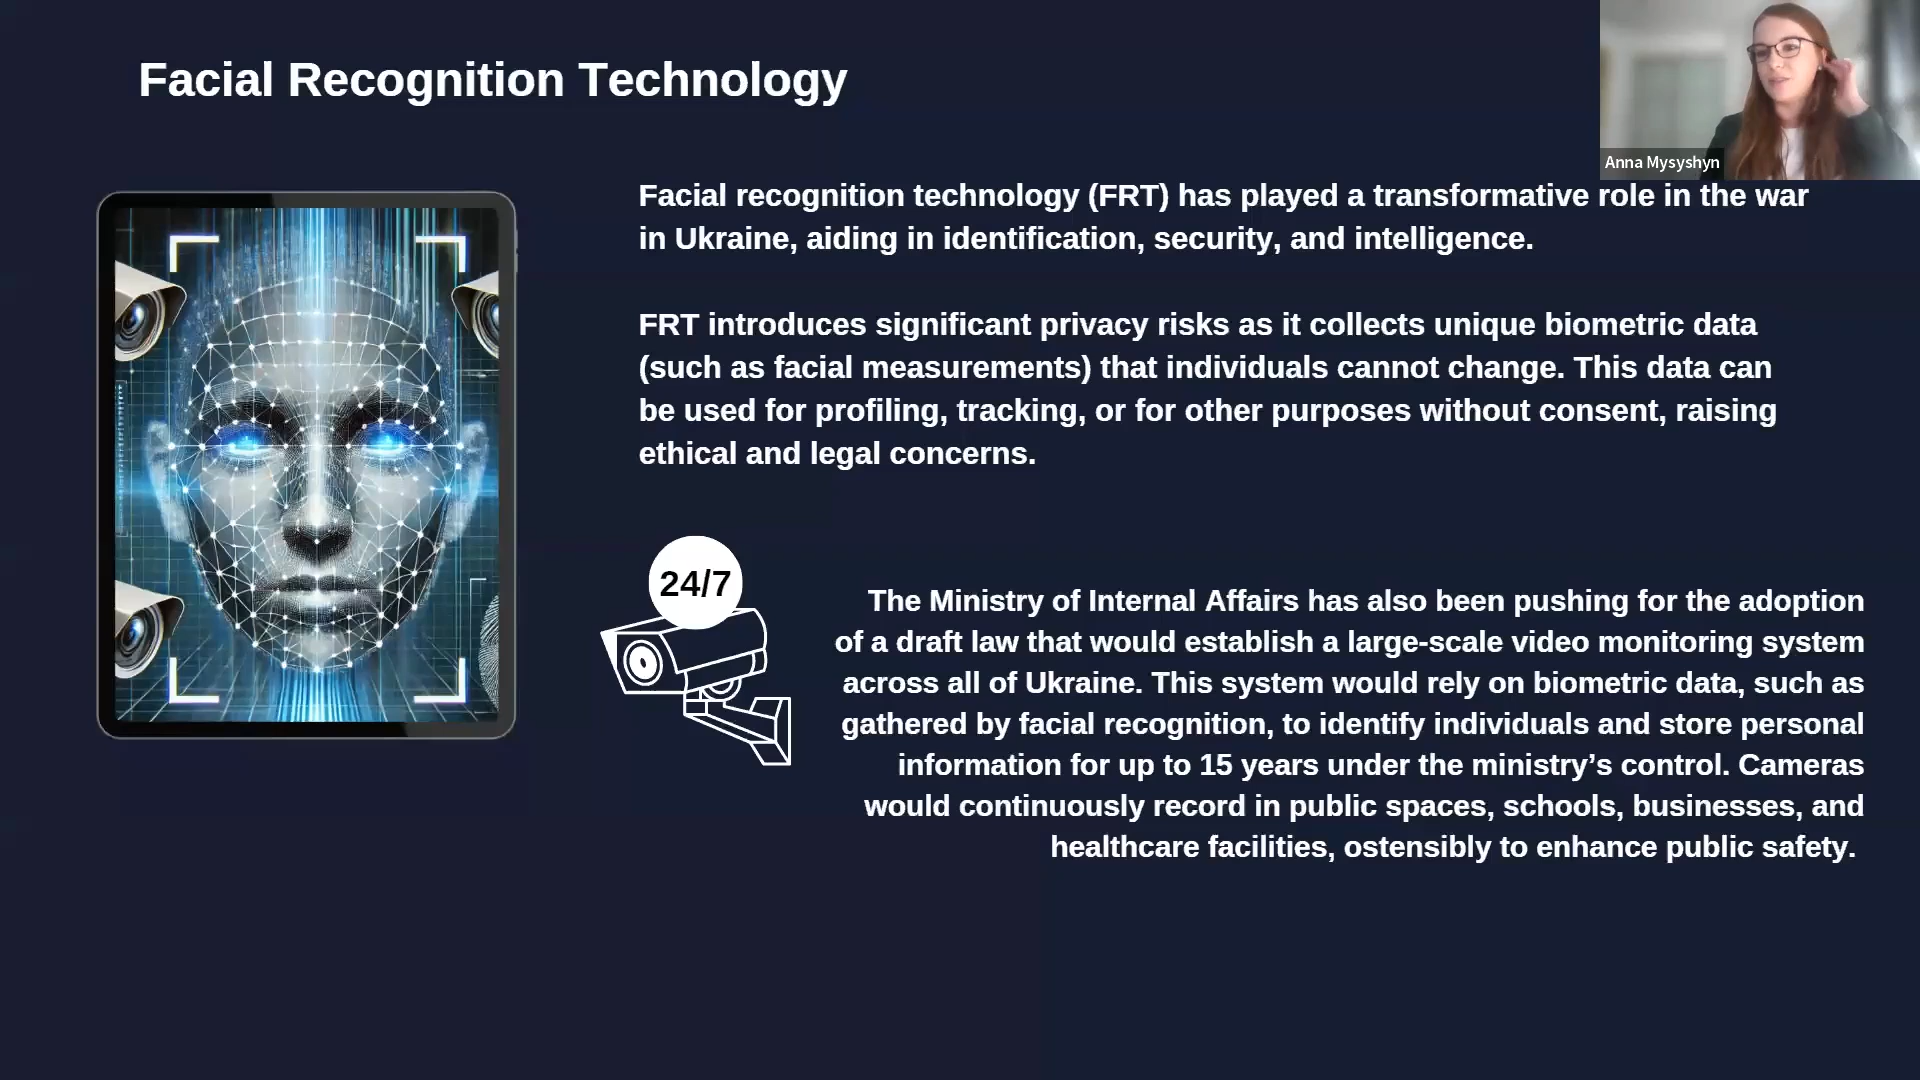 Facial Recognition Technology
Anna Mysyshyn
Facial recognition technology (FRT) has played a transformative role in the war
in Ukraine, aiding in identification, security, and intelligence.
FRT introduces significant privacy risks as it collects unique biometric data
(such as facial measurements) that individuals cannot change. This data can
be used for profiling, tracking, or for other purposes without consent, raising
ethical and legal concerns.
24/7
The Ministry of Internal Affairs has also been pushing for the adoption
of a draft law that would establish a large-scale video monitoring system
across all of Ukraine. This system would rely on biometric data, such as
gathered by facial recognition, to identify individuals and store personal
information for up to 15 years under the ministry’s control. Cameras
would continuously record in public spaces, schools, businesses, and
healthcare facilities, ostensibly to enhance public safety.